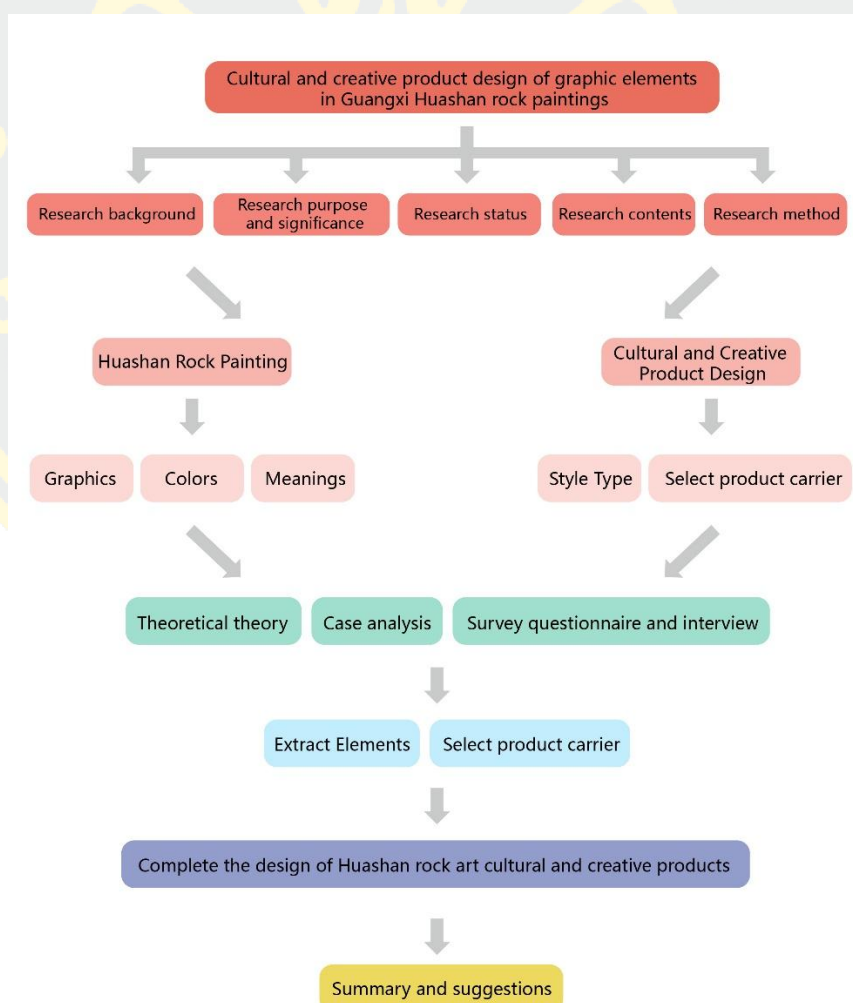 Cultural and creative product design of graphic elements
in Guangxi Huashan rock paintings
Research background
Research purpose
and significance
Research status
Research contents
Research method
Huashan Rock Painting
Cultural and Creative
Product Design
Graphics
Colors
Meanings
Style Type
Select product carrier
Theoretical theory
Case analysis
Survey questionnaire and interview
Extract Elements
Select product carrier
Complete the design of Huashan rock art cultural and creative products
Summary and suggestions